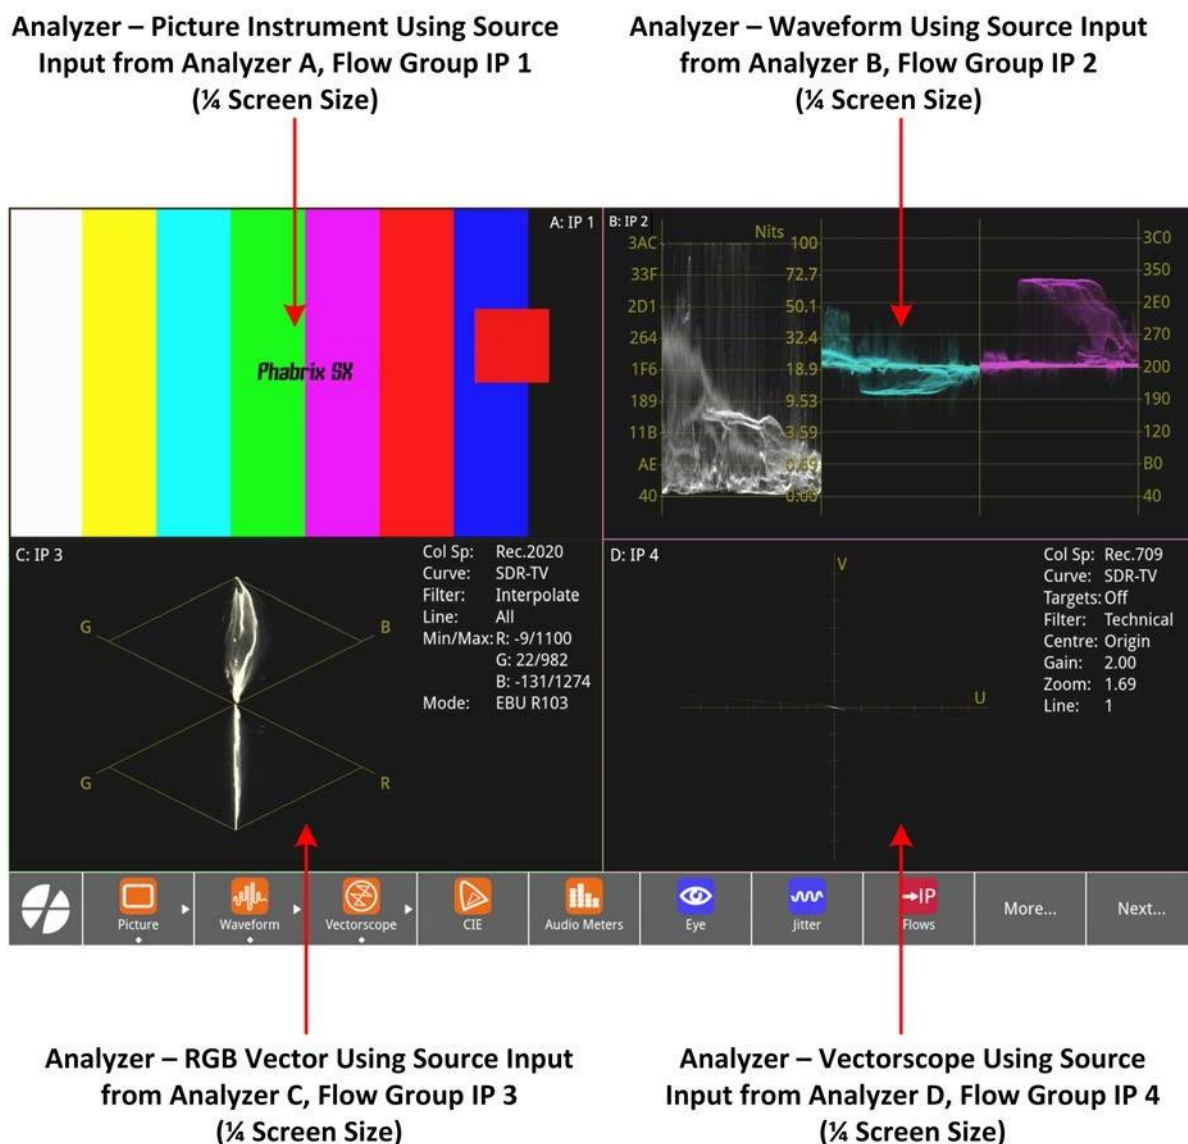 Analyzer – Picture Instrument Using Source
Input from Analyzer A, Flow Group IP 1
(¼ Screen Size)
Analyzer – Waveform Using Source Input
from Analyzer B, Flow Group IP 2
(¼ Screen Size)
A: IP 1
Phabrix SX
B: IP 2
Nits
3AC
33F
2D1
264
1F6
189
11B
AE
40
100
72.7
50.1
32.4
18.9
9.53
3.59
0.69
0.00
3C0
350
2E0
270
200
190
120
B0
40
C: IP 3
G
B
G
R
Col Sp: Rec.2020
Curve: SDR-TV
Filter: Interpolate
Line: All
Min/Max: R: -9/1100
G: 22/982
B: -131/1274
Mode: EBU R103
D: IP 4
V
U
Col Sp: Rec.709
Curve: SDR-TV
Targets: Off
Filter: Technical
Centre: Origin
Gain: 2.00
Zoom: 1.69
Line: 1
Picture
Waveform
Vectorscope
CIE
Audio Meters
Eye
Jitter
→IP
Flows
More...
Next...
Analyzer – RGB Vector Using Source Input
from Analyzer C, Flow Group IP 3
(¼ Screen Size)
Analyzer – Vectorscope Using Source
Input from Analyzer D, Flow Group IP 4
(¼ Screen Size)